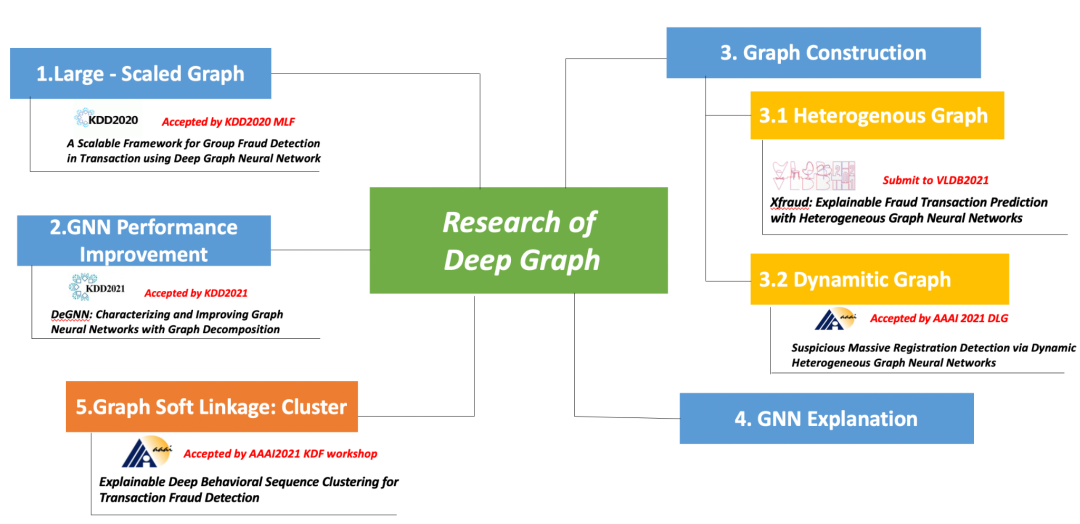 1.Large - Scaled Graph
KDD2020
Accepted by KDD2020 MLF
A Scalable Framework for Group Fraud Detection
in Transaction using Deep Graph Neural Network
2.GNN Performance
Improvement
KDD2021
Accepted by KDD2021
DeGNN: Characterizing and Improving Graph
Neural Networks with Graph Decomposition
5.Graph Soft Linkage: Cluster
aaai
Accepted by AAAI2021 KDF workshop
Explainable Deep Behavioral Sequence Clustering for
Transaction Fraud Detection
Research of
Deep Graph
3. Graph Construction
3.1 Heterogenous Graph
Submit to VLDB2021
Xfraud: Explainable Fraud Transaction Prediction
with Heterogeneous Graph Neural Networks
3.2 Dynamitic Graph
aaai
Accepted by AAAI 2021 DLG
Suspicious Massive Registration Detection via Dynamic
Heterogeneous Graph Neural Networks
4. GNN Explanation